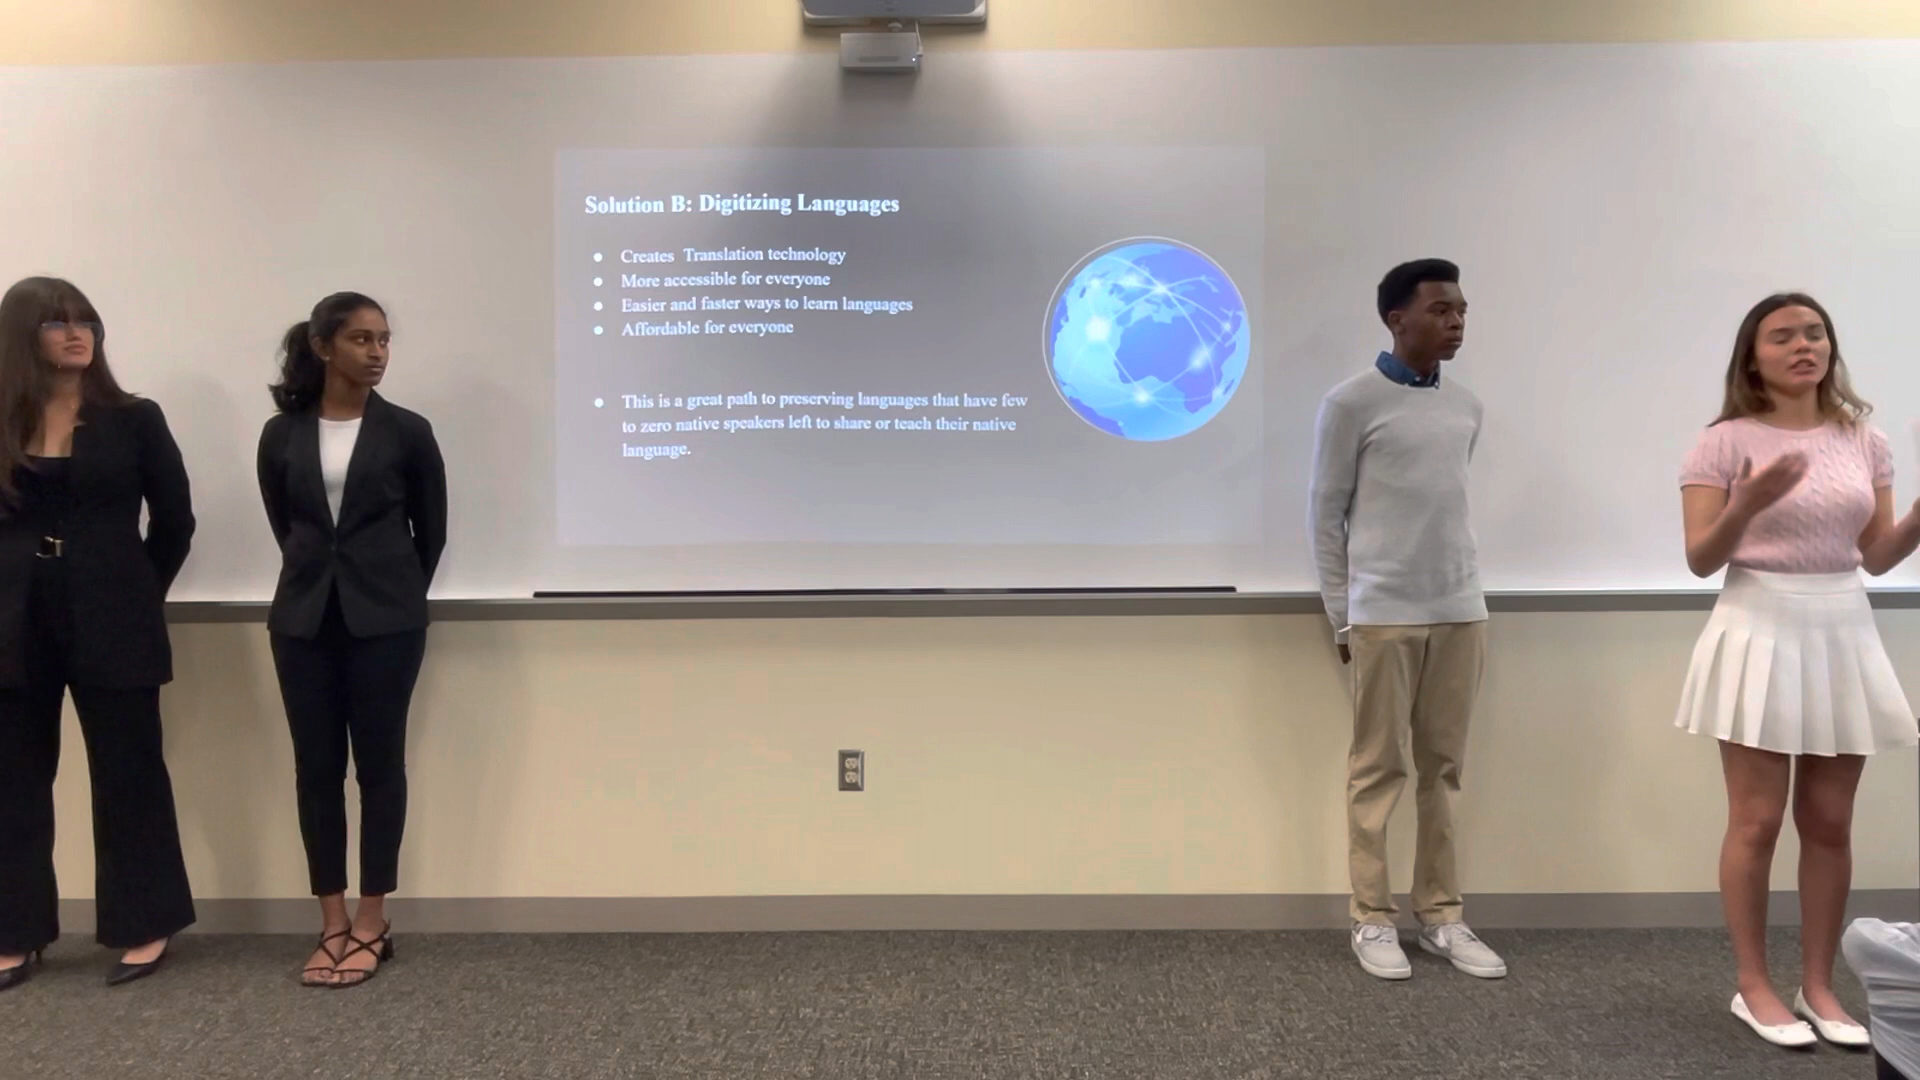 Solution B: Digitizing Languages
● Creates Translation technology
● More accessible for everyone
● Easier and faster ways to learn languages
● Affordable for everyone
● This is a great path to preserving languages that have few
to zero native speakers left to share or teach their native
language.